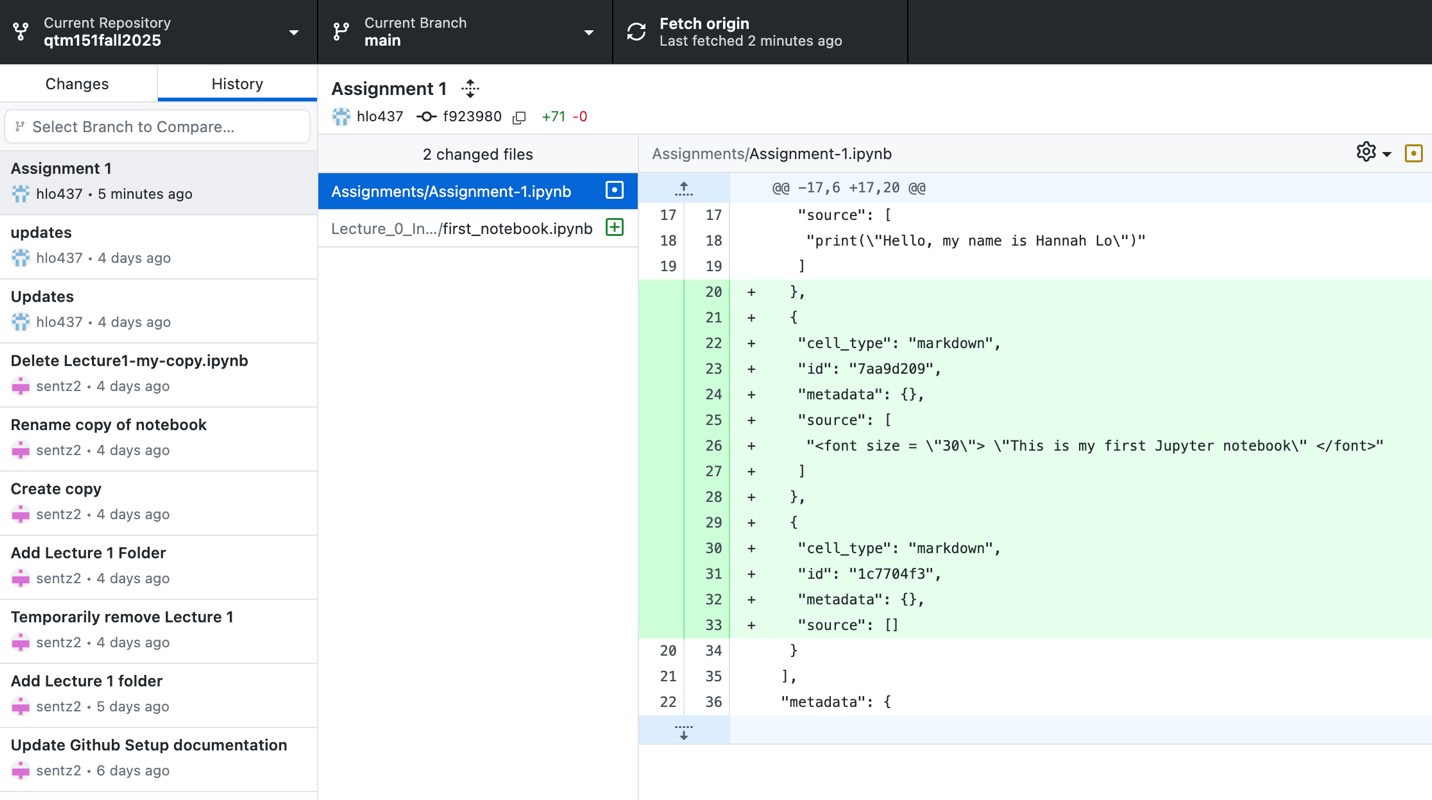 Current Repository
qtm151fall2025
Current Branch
main
Fetch origin
Last fetched 2 minutes ago
Changes
History
Select Branch to Compare...
Assignment 1
hlo437 • 5 minutes ago
updates
hlo437 • 4 days ago
Updates
hlo437 • 4 days ago
Delete Lecture1-my-copy.ipynb
sentz2 • 4 days ago
Rename copy of notebook
sentz2 • 4 days ago
Create copy
sentz2 • 4 days ago
Add Lecture 1 Folder
sentz2 • 4 days ago
Temporarily remove Lecture 1
sentz2 • 4 days ago
Add Lecture 1 folder
sentz2 • 5 days ago
Update Github Setup documentation
sentz2 • 6 days ago
Assignment 1
hlo437 f923980 +71 -0
2 changed files
Assignments/Assignment-1.ipynb
Lecture_0_In.../first_notebook.ipynb
Assignments/Assignment-1.ipynb
@@ -17,6 +17,20 @@
17 17 "source": [
18 18 "print(\"Hello, my name is Hannah Lo\")"
19 19 ]
20 + },
21 + {
22 + "cell_type": "markdown",
23 + "id": "7aa9d209",
24 + "metadata": {},
25 + "source": [
26 + "<font size = \"30\"> \"This is my first Jupyter notebook\" </font>"
27 + ]
28 + },
29 + {
30 + "cell_type": "markdown",
31 + "id": "1c7704f3",
32 + "metadata": {},
33 + "source": []
20 34 }
21 35 ],
22 36 "metadata": {